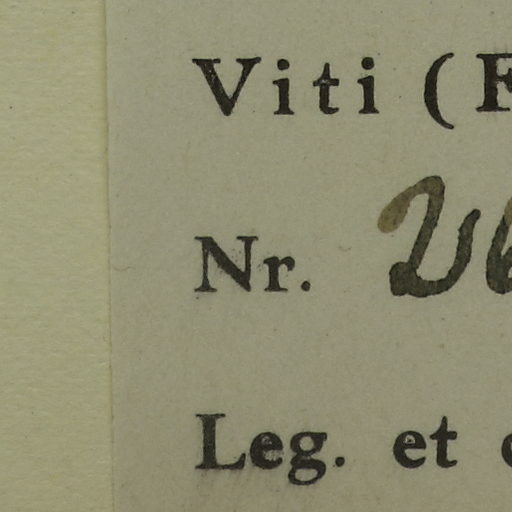 Viti (F
Nr.
Leg. et